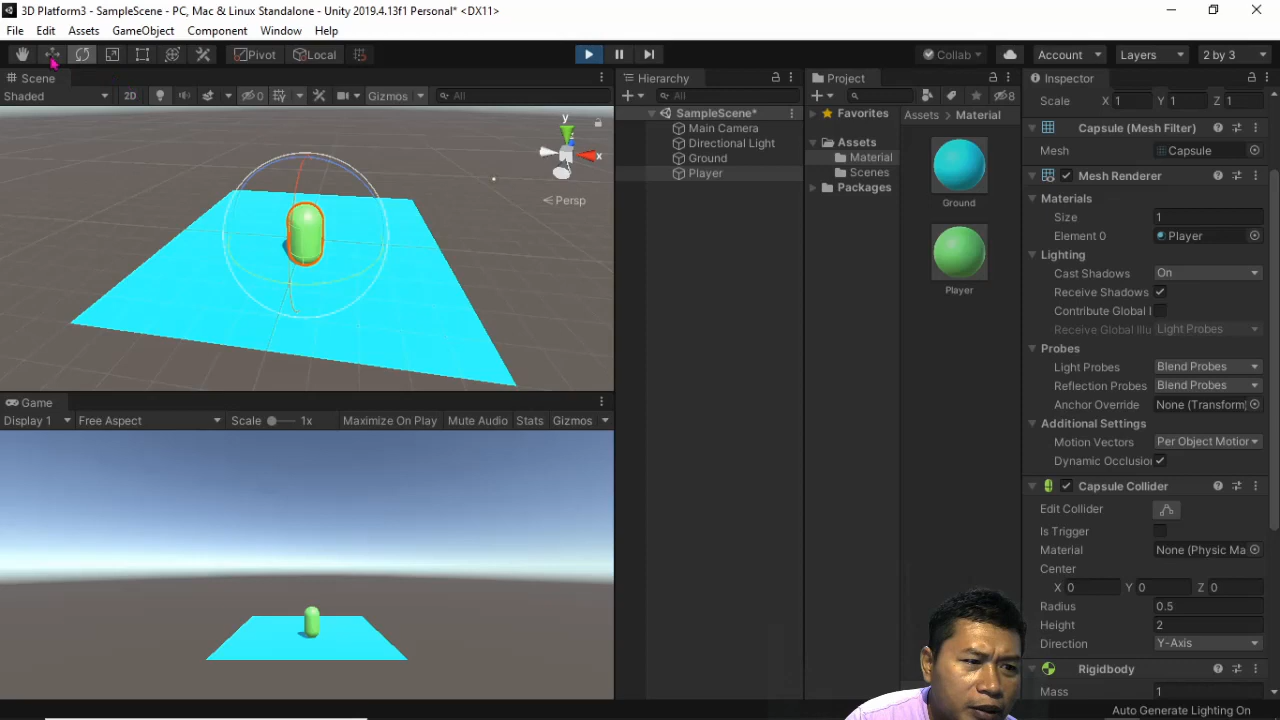 3D Platform3 - SampleScene - PC, Mac & Linux Standalone - Unity 2019.4.13f1 Personal* <DX11>
File Edit Assets GameObject Component Window Help
Pivot Local Collab Account Layers 2 by 3
Scene
Shaded 2D 0 Gizmos All
y
x
Persp
Game
Display 1 Free Aspect Scale 1x Maximize On Play Mute Audio Stats Gizmos
Hierarchy
All
SampleScene*
Main Camera
Directional Light
Ground
Player
Project
8
Favorites
Assets
Material
Scenes
Packages
Assets Material
Ground
Player
Inspector
Scale X 1 Y 1 Z 1
Capsule (Mesh Filter)
Mesh Capsule
Mesh Renderer
Materials
Size 1
Element 0 Player
Lighting
Cast Shadows On
Receive Shadows
Contribute Global I
Receive Global Illu Light Probes
Probes
Light Probes Blend Probes
Reflection Probes Blend Probes
Anchor Override None (Transform)
Additional Settings
Motion Vectors Per Object Motion
Dynamic Occlusio
Capsule Collider
Edit Collider
Is Trigger
Material None (Physic Ma
Center
X 0 Y 0 Z 0
Radius 0.5
Height 2
Direction Y-Axis
Rigidbody
Mass 1
Auto Generate Lighting On